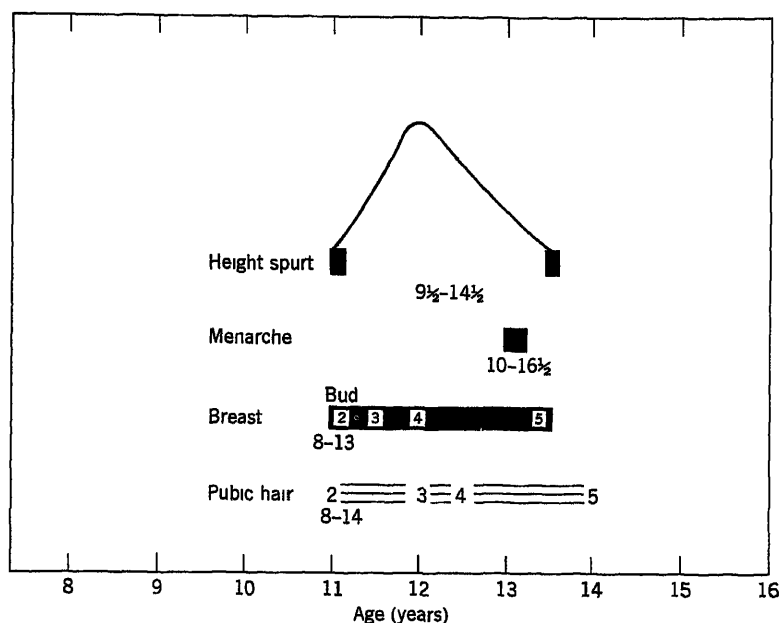 Height spurt
9½–14½
Menarche
10–16½
Bud
Breast 2 3 4 5
8–13
Pubic hair 2 3 4 5
8–14
8 9 10 11 12 13 14 15 16
Age (years)